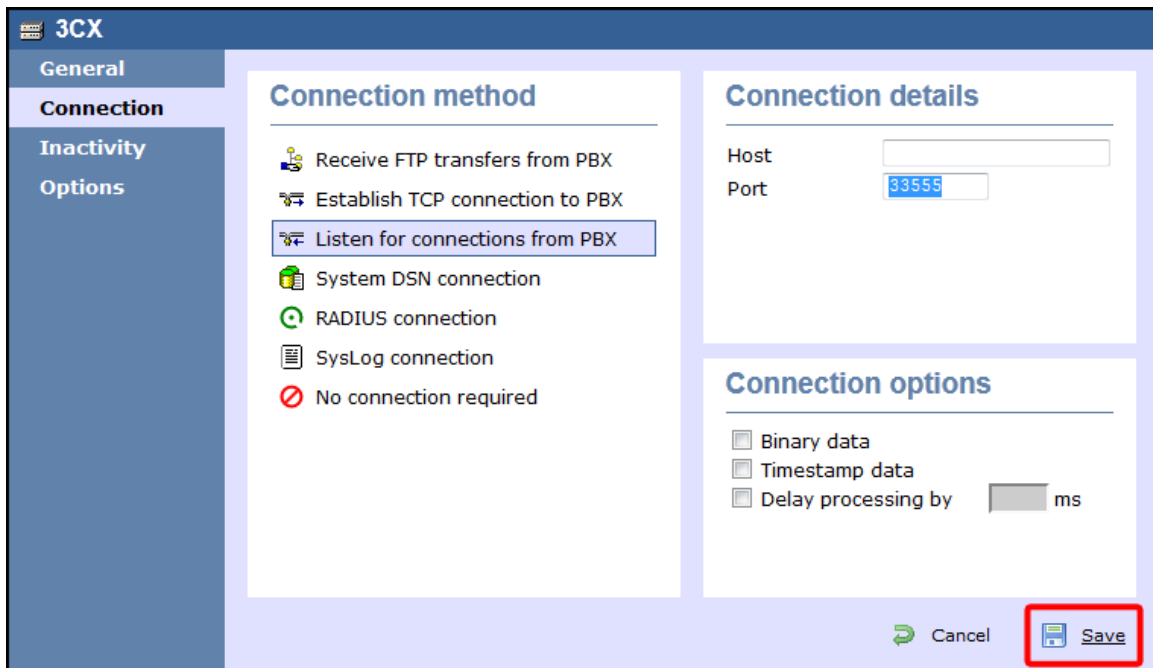 3CX
General
Connection
Inactivity
Options
Connection method
Receive FTP transfers from PBX
Establish TCP connection to PBX
Listen for connections from PBX
System DSN connection
RADIUS connection
SysLog connection
No connection required
Connection details
Host
Port 33555
Connection options
Binary data
Timestamp data
Delay processing by ms
Cancel Save